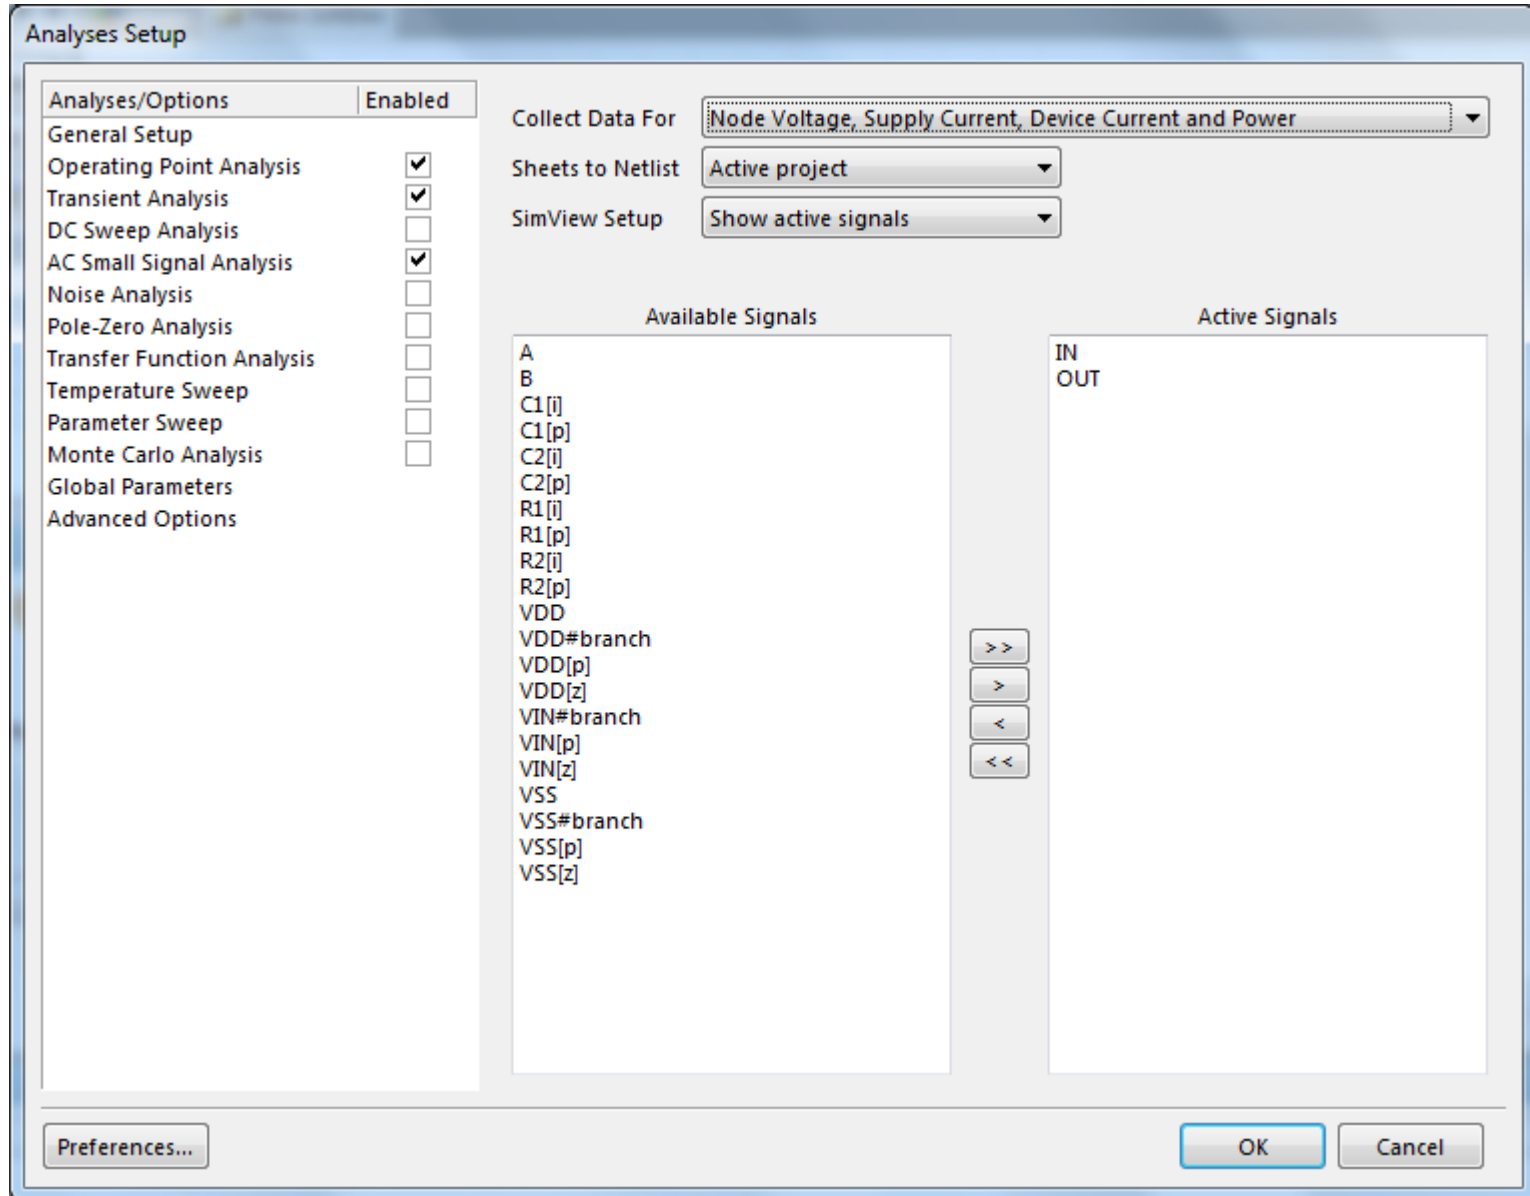 Analyses Setup
Analyses/Options Enabled
General Setup
Operating Point Analysis
Transient Analysis
DC Sweep Analysis
AC Small Signal Analysis
Noise Analysis
Pole-Zero Analysis
Transfer Function Analysis
Temperature Sweep
Parameter Sweep
Monte Carlo Analysis
Global Parameters
Advanced Options
Collect Data For Node Voltage, Supply Current, Device Current and Power
Sheets to Netlist Active project
SimView Setup Show active signals
Available Signals
A
B
C1[i]
C1[p]
C2[i]
C2[p]
R1[i]
R1[p]
R2[i]
R2[p]
VDD
VDD#branch
VDD[p]
VDD[z]
VIN#branch
VIN[p]
VIN[z]
VSS
VSS#branch
VSS[p]
VSS[z]
>>
>
<
<<
Active Signals
IN
OUT
Preferences...
OK
Cancel